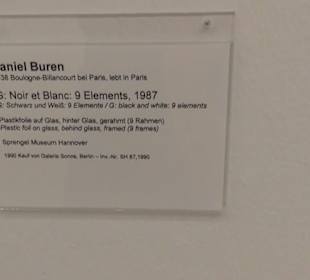 aniel Buren
38 Boulogne-Billancourt bei Paris, lebt in Paris
G: Noir et Blanc: 9 Elements, 1987
G: Schwarz und Weiß: 9 Elemente / G: black and white: 9 elements
Plastikfolie auf Glas, hinter Glas, gerahmt (9 Rahmen)
Plastic foil on glass, behind glass, framed (9 frames)
Sprengel Museum Hannover
1990 Kauf von Galerie Sonne, Berlin – Inv.-Nr. SH 87,1990